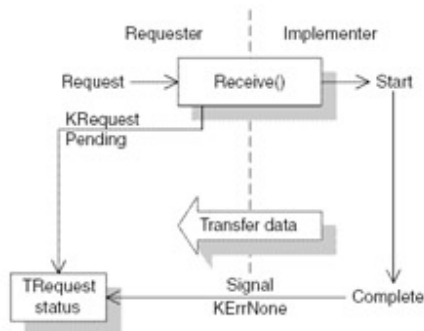 Requester
Implementer
Request
Receive()
Start
KRequest
Pending
Transfer data
TRequest
status
Signal
KErrNone
Complete